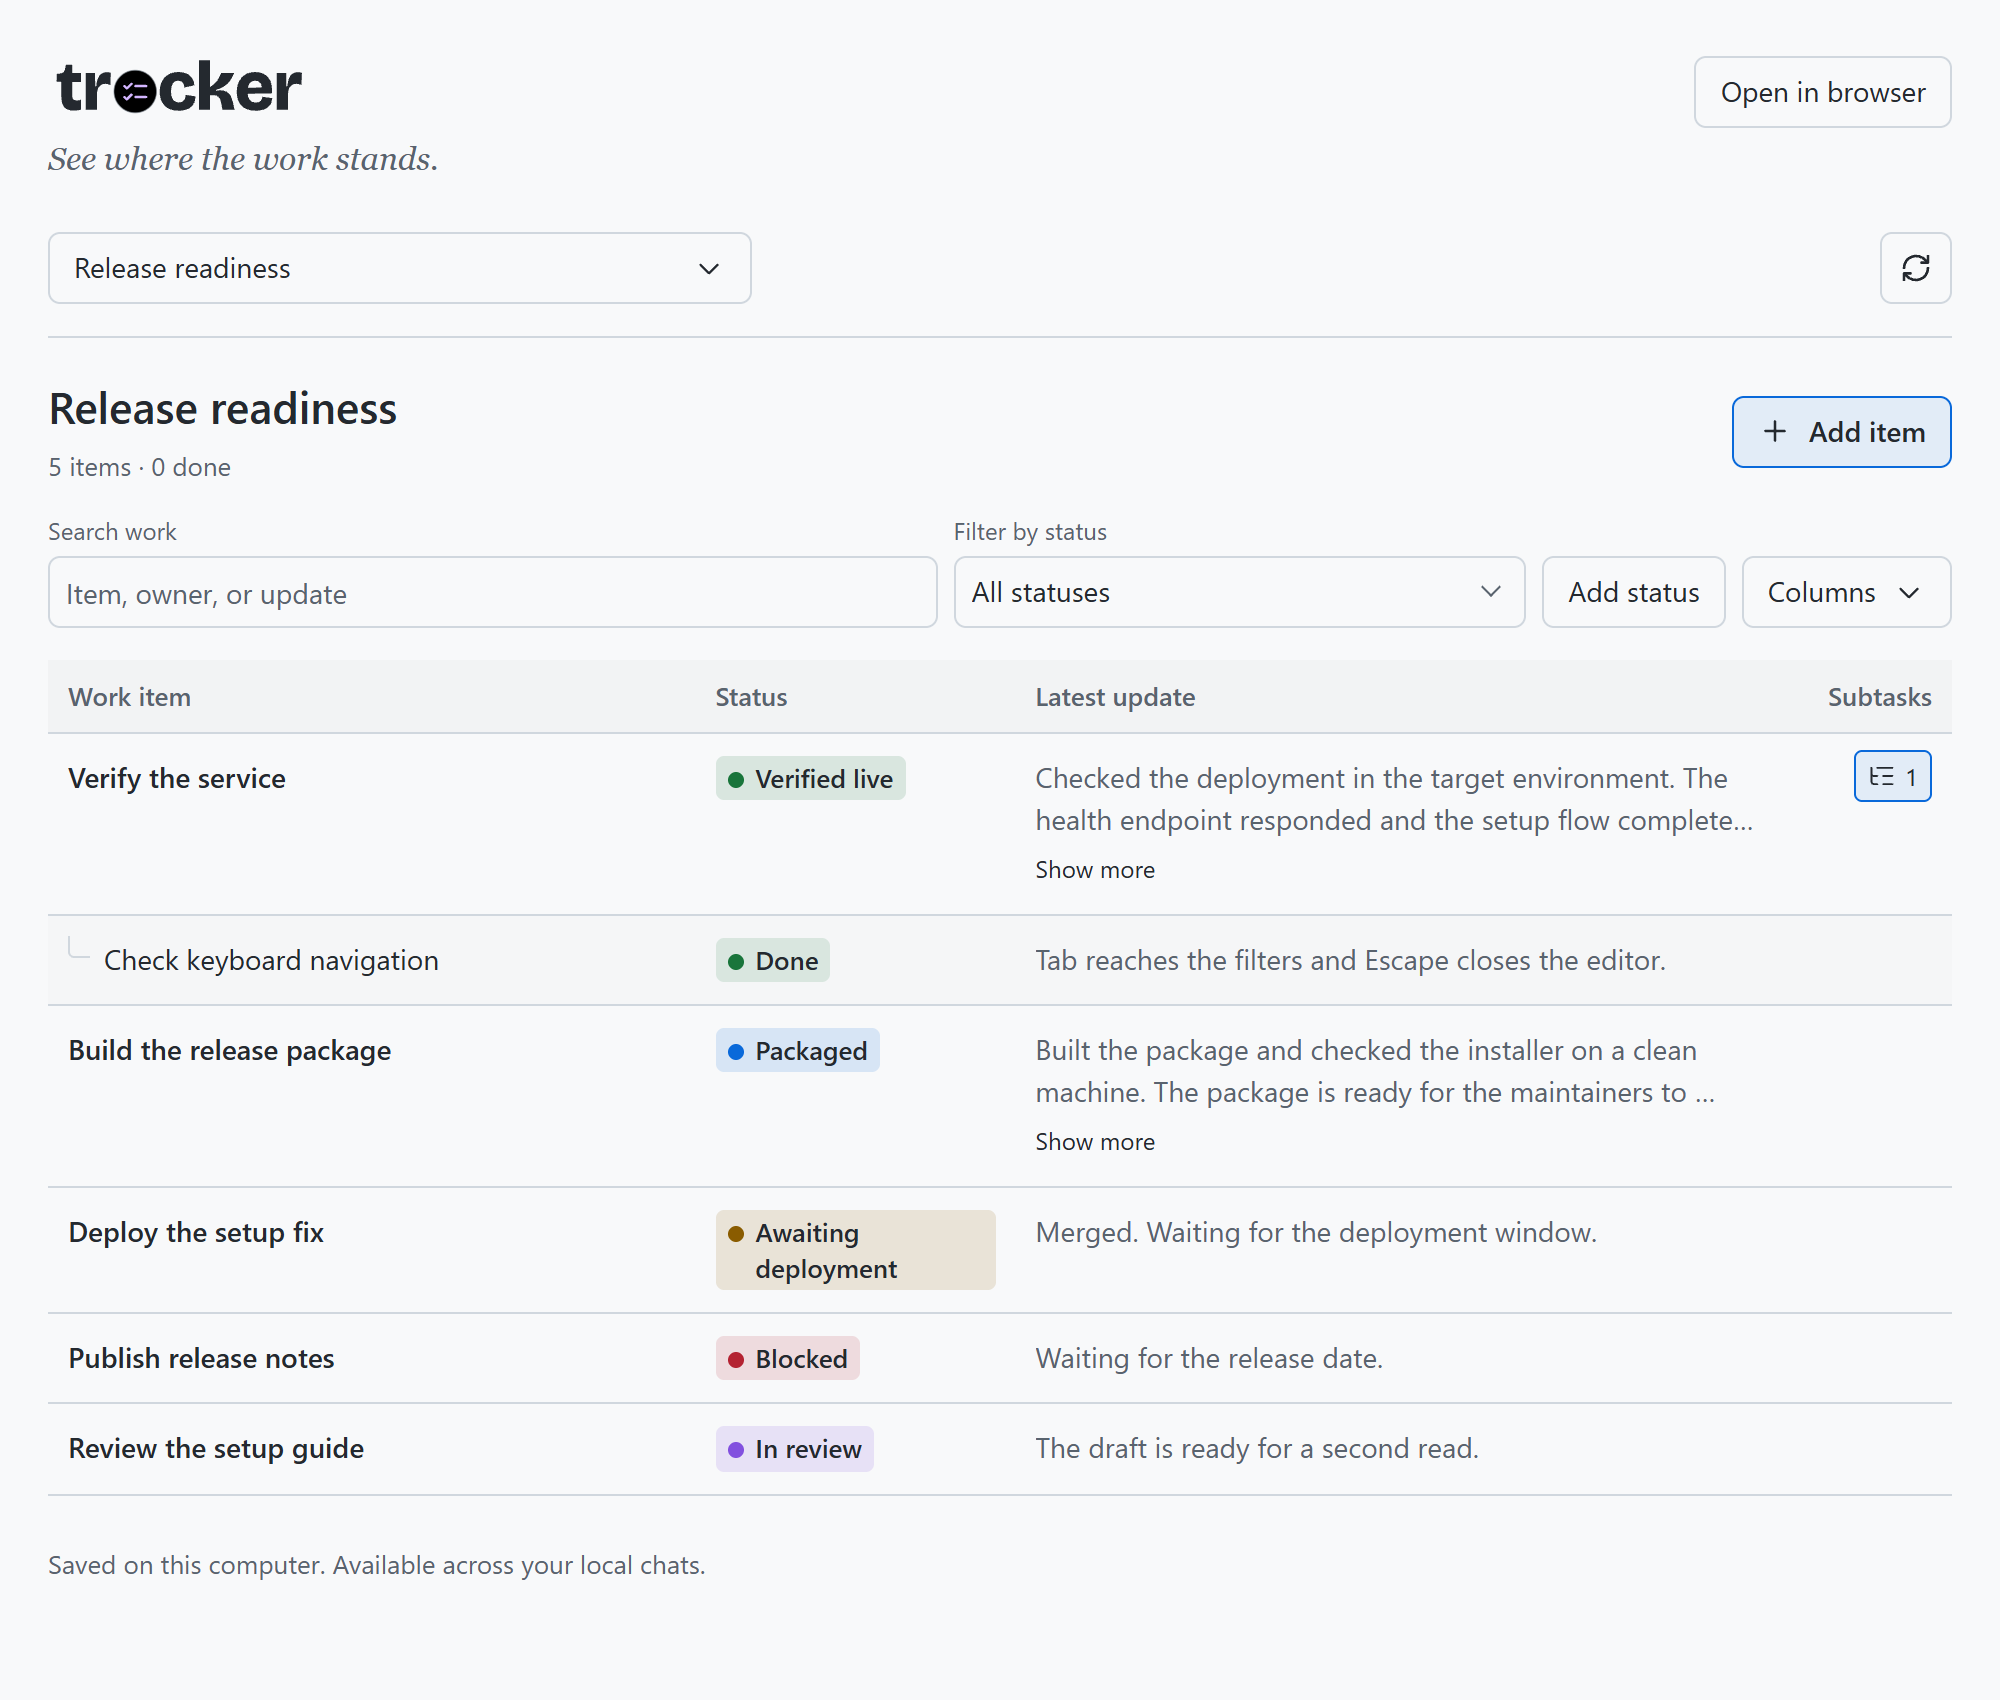 trocker
Open in browser
See where the work stands.
Release readiness
Release readiness
5 items · 0 done
Add item
Search work
Filter by status
Item, owner, or update
All statuses
Add status
Columns
Work item
Status
Latest update
Subtasks
Verify the service
Verified live
Checked the deployment in the target environment. The
health endpoint responded and the setup flow complete...
Show more
1
Check keyboard navigation
Done
Tab reaches the filters and Escape closes the editor.
Build the release package
Packaged
Built the package and checked the installer on a clean
machine. The package is ready for the maintainers to ...
Show more
Deploy the setup fix
Awaiting
deployment
Merged. Waiting for the deployment window.
Publish release notes
Blocked
Waiting for the release date.
Review the setup guide
In review
The draft is ready for a second read.
Saved on this computer. Available across your local chats.